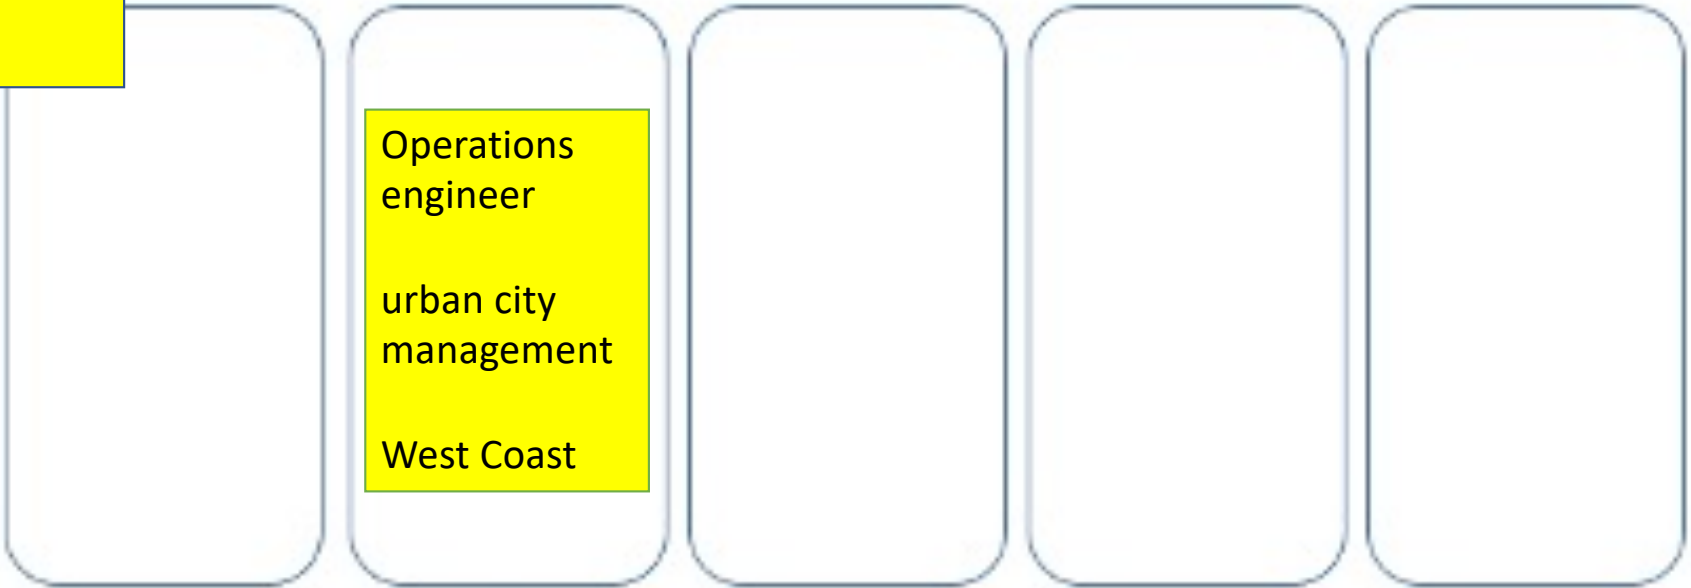 Operations
engineer
urban city
management
West Coast